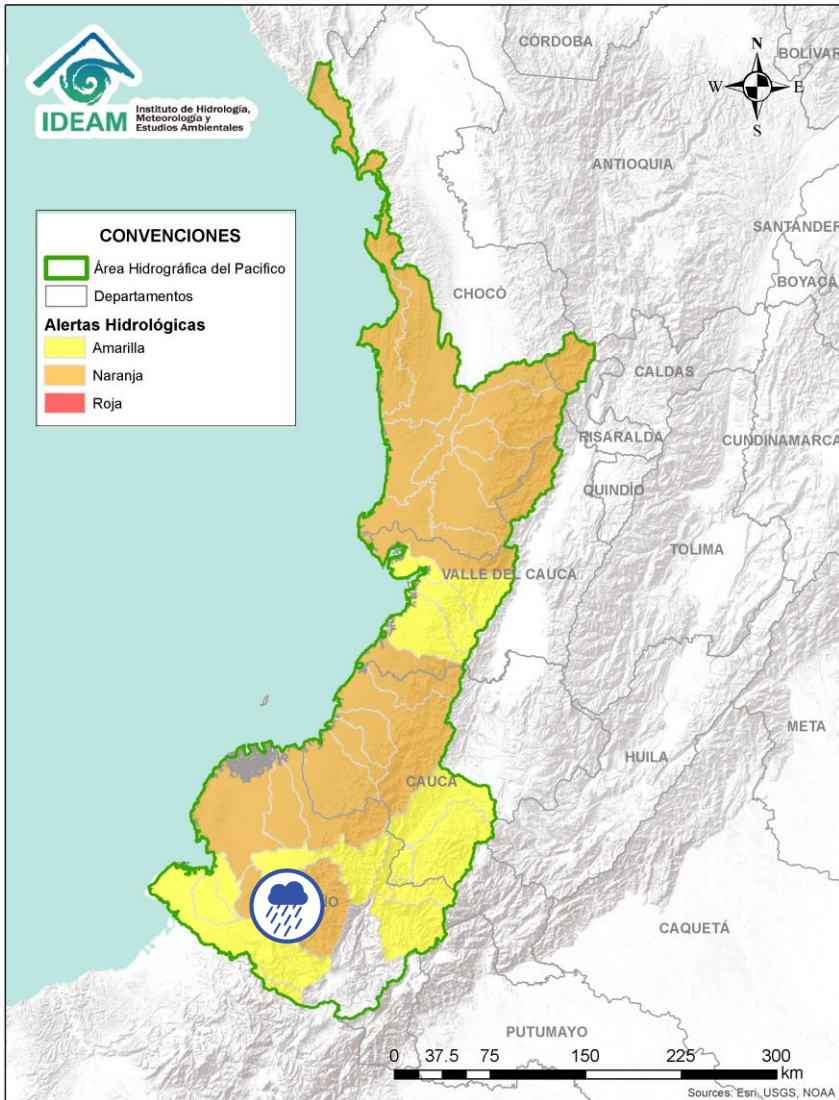 IDEAM
Instituto de Hidrología,
Meteorología y
Estudios Ambientales
CÓRDOBA
BOLÍVAR
N
W
E
S
ANTIOQUIA
SANTANDER
BOYACÁ
CONVENCIONES
Área Hidrográfica del Pacifico
Departamentos
Alertas Hidrológicas
Amarilla
Naranja
Roja
CHOCÓ
CALDAS
RISARALDA
CUNDINAMARCA
QUINDÍO
TOLIMA
VALLE DEL CAUCA
META
HUILA
CAUCA
ÑO
CAQUETÁ
PUTUMAYO
0 37.5 75 150 225 300
km
Sources: Esri, USGS, NOAA